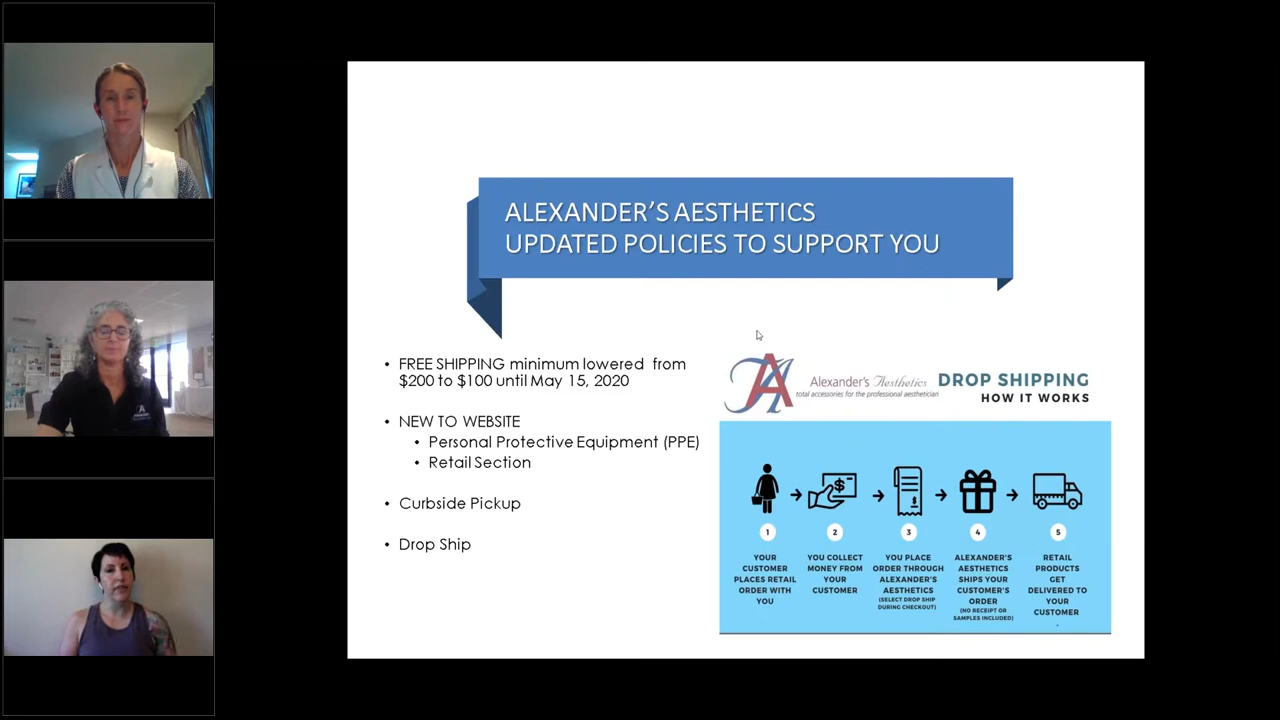 ALEXANDER'S AESTHETICS
UPDATED POLICIES TO SUPPORT YOU
• FREE SHIPPING minimum lowered from
$200 to $100 until May 15, 2020
• NEW TO WEBSITE
• Personal Protective Equipment (PPE)
• Retail Section
• Curbside Pickup
• Drop Ship
A
Alexander's Aesthetics
total accessories for the professional aesthetician
DROP SHIPPING
HOW IT WORKS
1
YOUR
CUSTOMER
PLACES RETAIL
ORDER WITH
YOU
$
2
YOU COLLECT
MONEY FROM
YOUR
CUSTOMER
$
3
YOU PLACE
ORDER THROUGH
ALEXANDER'S
AESTHETICS
(SELECT DROP SHIP
DURING CHECKOUT)
4
ALEXANDER'S
AESTHETICS
SHIPS YOUR
CUSTOMER'S
ORDER
(NO RECEIPT OR
SAMPLES INCLUDED)
5
RETAIL
PRODUCTS
GET
DELIVERED TO
YOUR
CUSTOMER
.